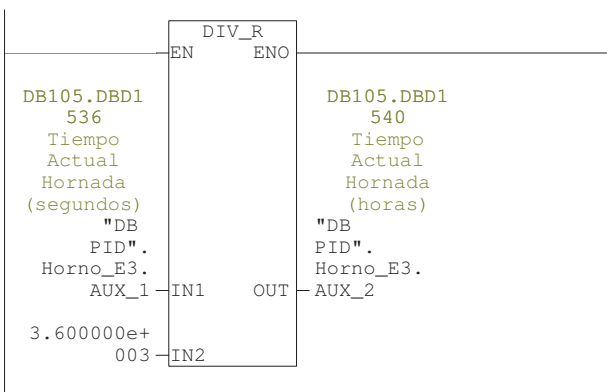 DIV_R
EN ENO
DB105.DBD1
536
Tiempo
Actual
Hornada
(segundos)
"DB
PID".
Horno_E3.
AUX_1
IN1
DB105.DBD1
540
Tiempo
Actual
Hornada
(horas)
"DB
PID".
Horno_E3.
OUT AUX_2
3.600000e+
003
IN2